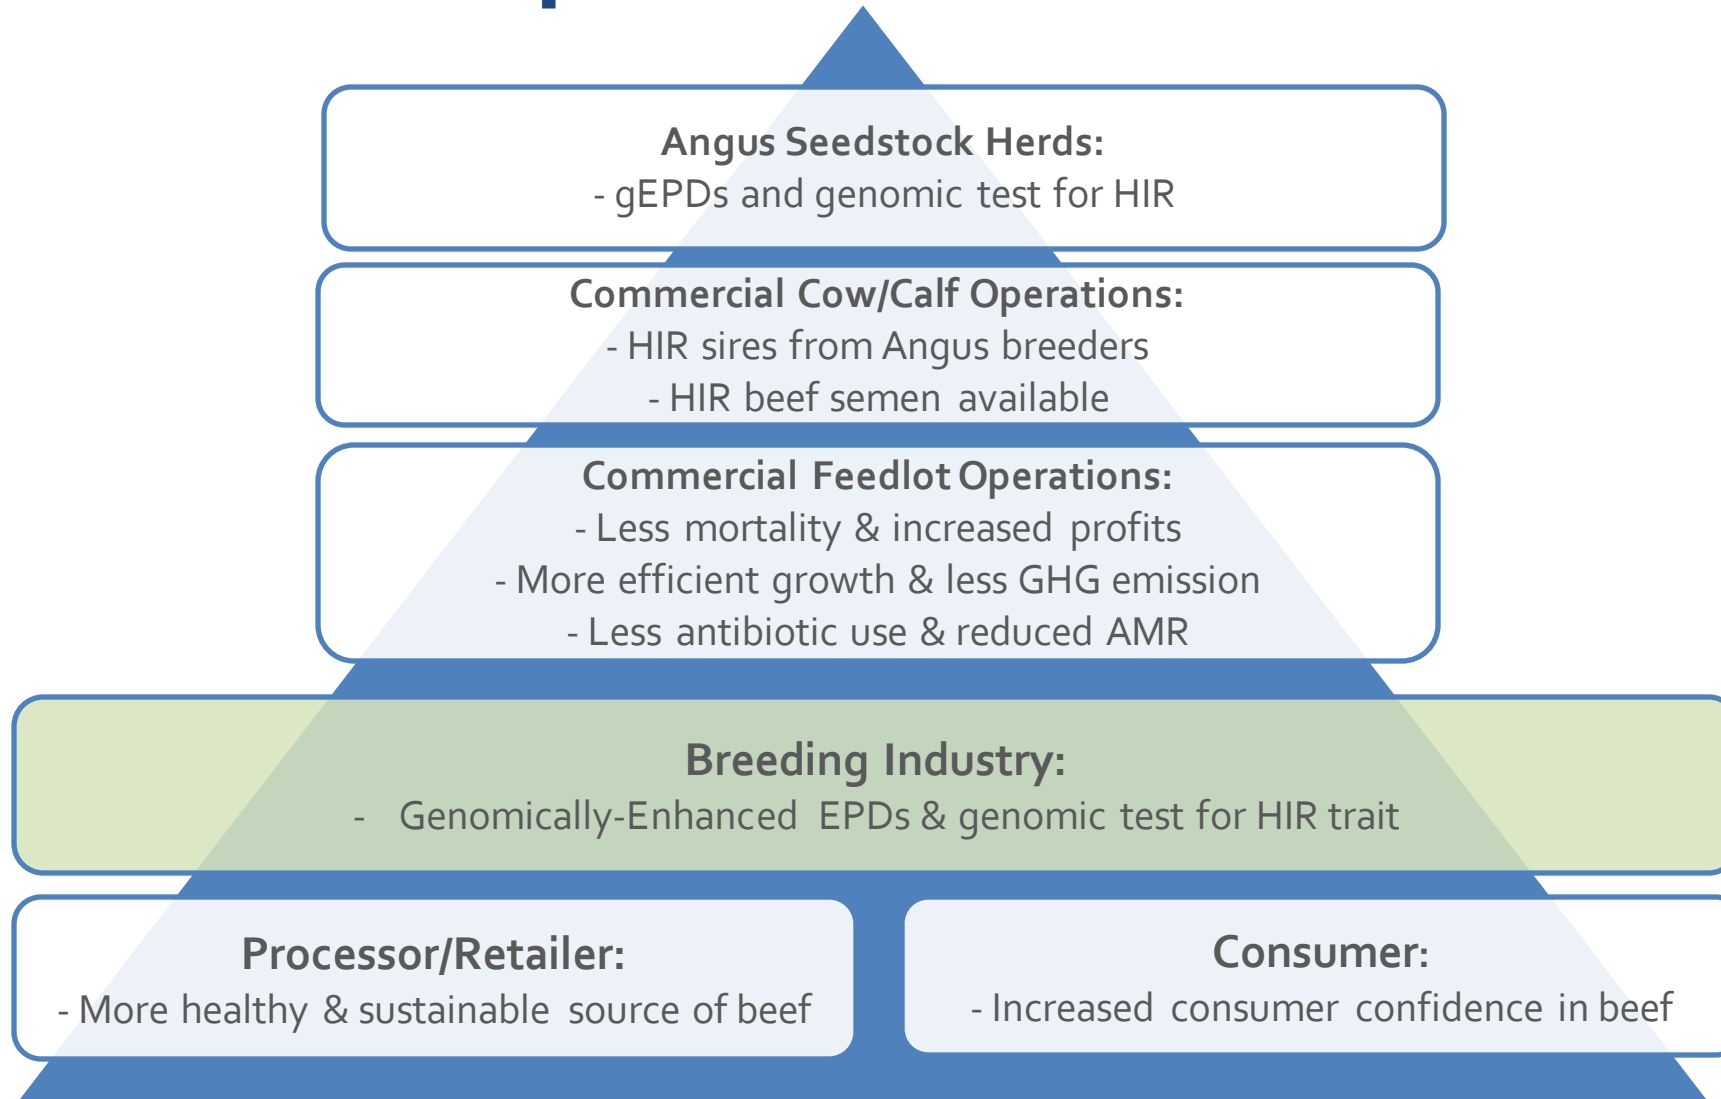 Angus Seedstock Herds:
- gEPDs and genomic test for HIR
Commercial Cow/Calf Operations:
- HIR sires from Angus breeders
- HIR beef semen available
Commercial Feedlot Operations:
- Less mortality & increased profits
- More efficient growth & less GHG emission
- Less antibiotic use & reduced AMR
Breeding Industry:
- Genomically-Enhanced EPDs & genomic test for HIR trait
Processor/Retailer:
- More healthy & sustainable source of beef
Consumer:
- Increased consumer confidence in beef